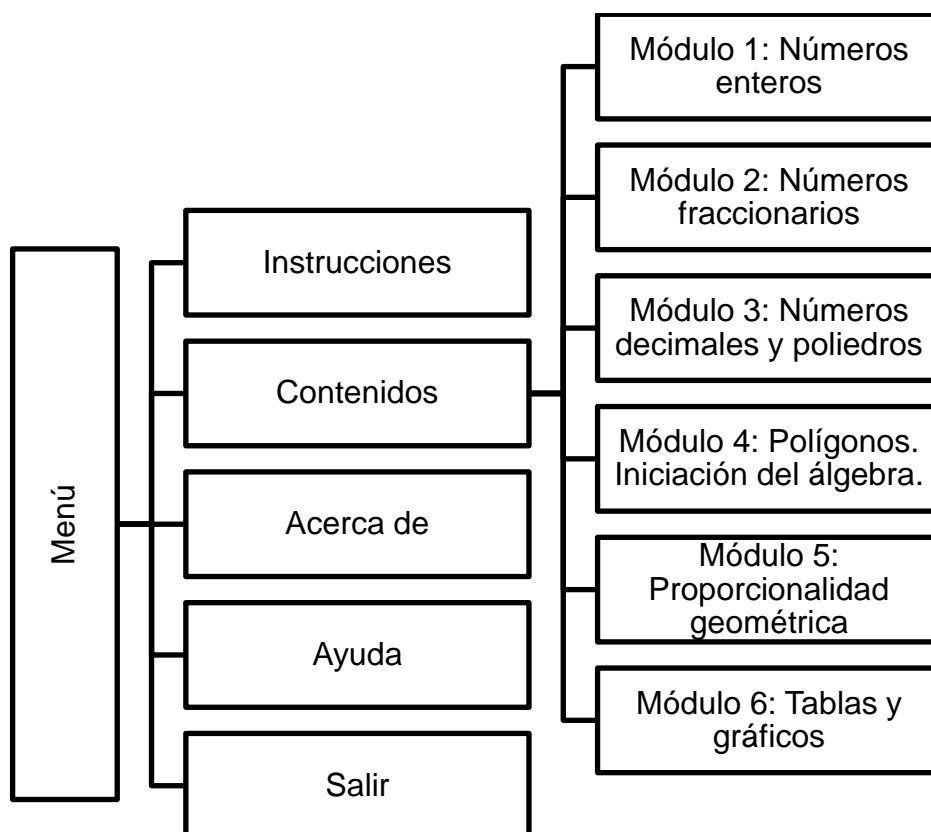 Menú
Instrucciones
Contenidos
Acerca de
Ayuda
Salir
Módulo 1: Números
enteros
Módulo 2: Números
fraccionarios
Módulo 3: Números
decimales y poliedros
Módulo 4: Polígonos.
Iniciación del álgebra.
Módulo 5:
Proporcionalidad
geométrica
Módulo 6: Tablas y
gráficos